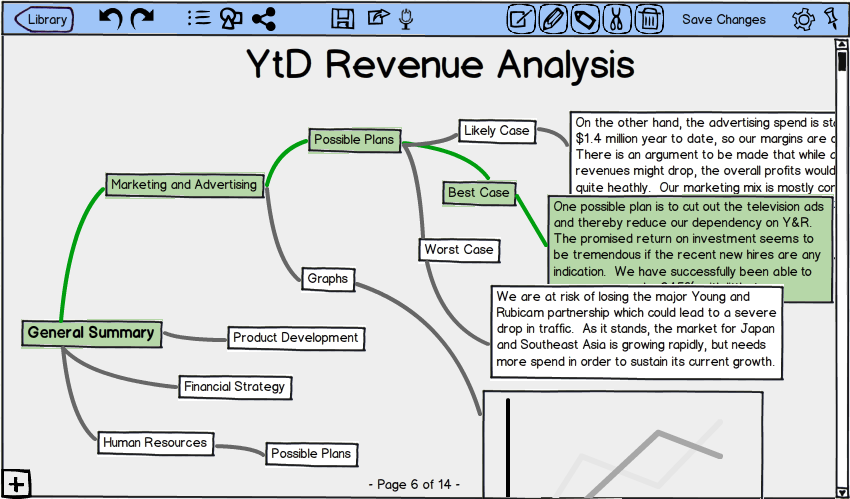 Library
Save Changes
YtD Revenue Analysis
On the other hand, the advertising spend is
$1.4 million year to date, so our margins are
There is an argument to be made that while
revenues might drop, the overall profits would
quite heathly. Our marketing mix is mostly
Likely Case
Possible Plans
Marketing and Advertising
Best Case
One possible plan is to cut out the television ads
and thereby reduce our dependency on Y&R.
The promised return on investment seems to
be tremendous if the recent new hires are any
indication. We have successfully been able to
Worst Case
Graphs
We are at risk of losing the major Young and
Rubicam partnership which could lead to a severe
drop in traffic. As it stands, the market for Japan
and Southeast Asia is growing rapidly, but needs
more spend in order to sustain its current growth.
General Summary
Product Development
Financial Strategy
Human Resources
Possible Plans
- Page 6 of 14 -